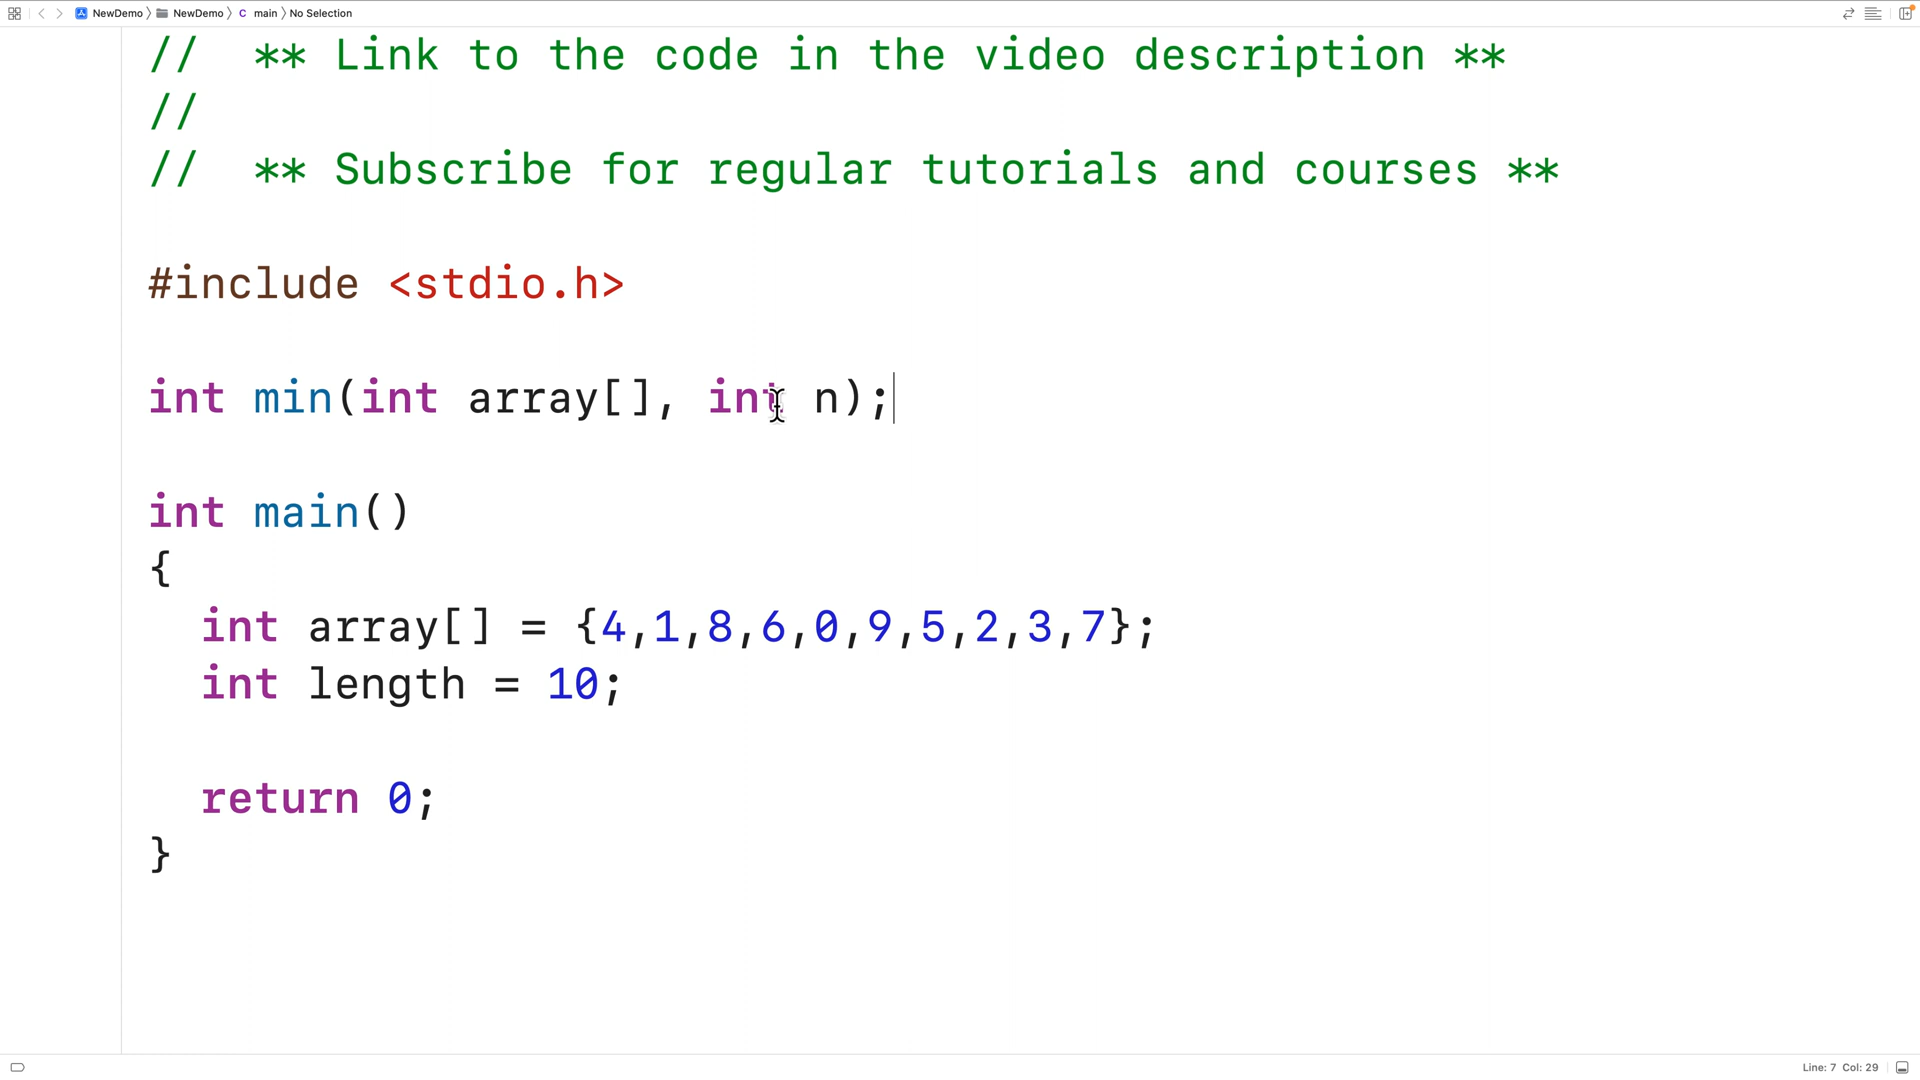 NewDemo 〉 NewDemo 〉 C main 〉 No Selection
//  ** Link to the code in the video description **
//
//  ** Subscribe for regular tutorials and courses **
#include <stdio.h>
int min(int array[], int n);
int main()
{
  int array[] = {4,1,8,6,0,9,5,2,3,7};
  int length = 10;
  return 0;
}
Line: 7 Col: 29